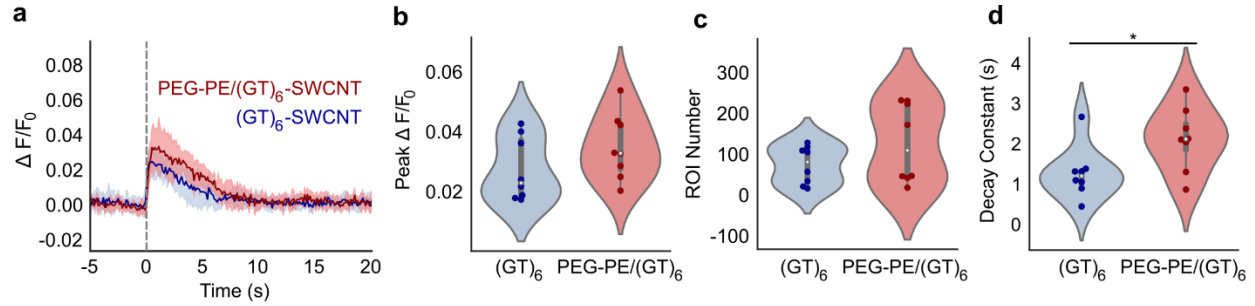 a
Δ F/F₀
0.08
0.06
0.04
0.02
0.00
-0.02
PEG-PE/(GT)₆-SWCNT
(GT)₆-SWCNT
-5 0 5 10 15 20
Time (s)
b
Peak Δ F/F₀
0.06
0.04
0.02
(GT)₆ PEG-PE/(GT)₆
c
ROI Number
300
200
100
0
-100
(GT)₆ PEG-PE/(GT)₆
d
Decay Constant (s)
4
3
2
1
0
*
(GT)₆ PEG-PE/(GT)₆